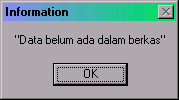 Information
"Data belum ada dalam berkas"
OK